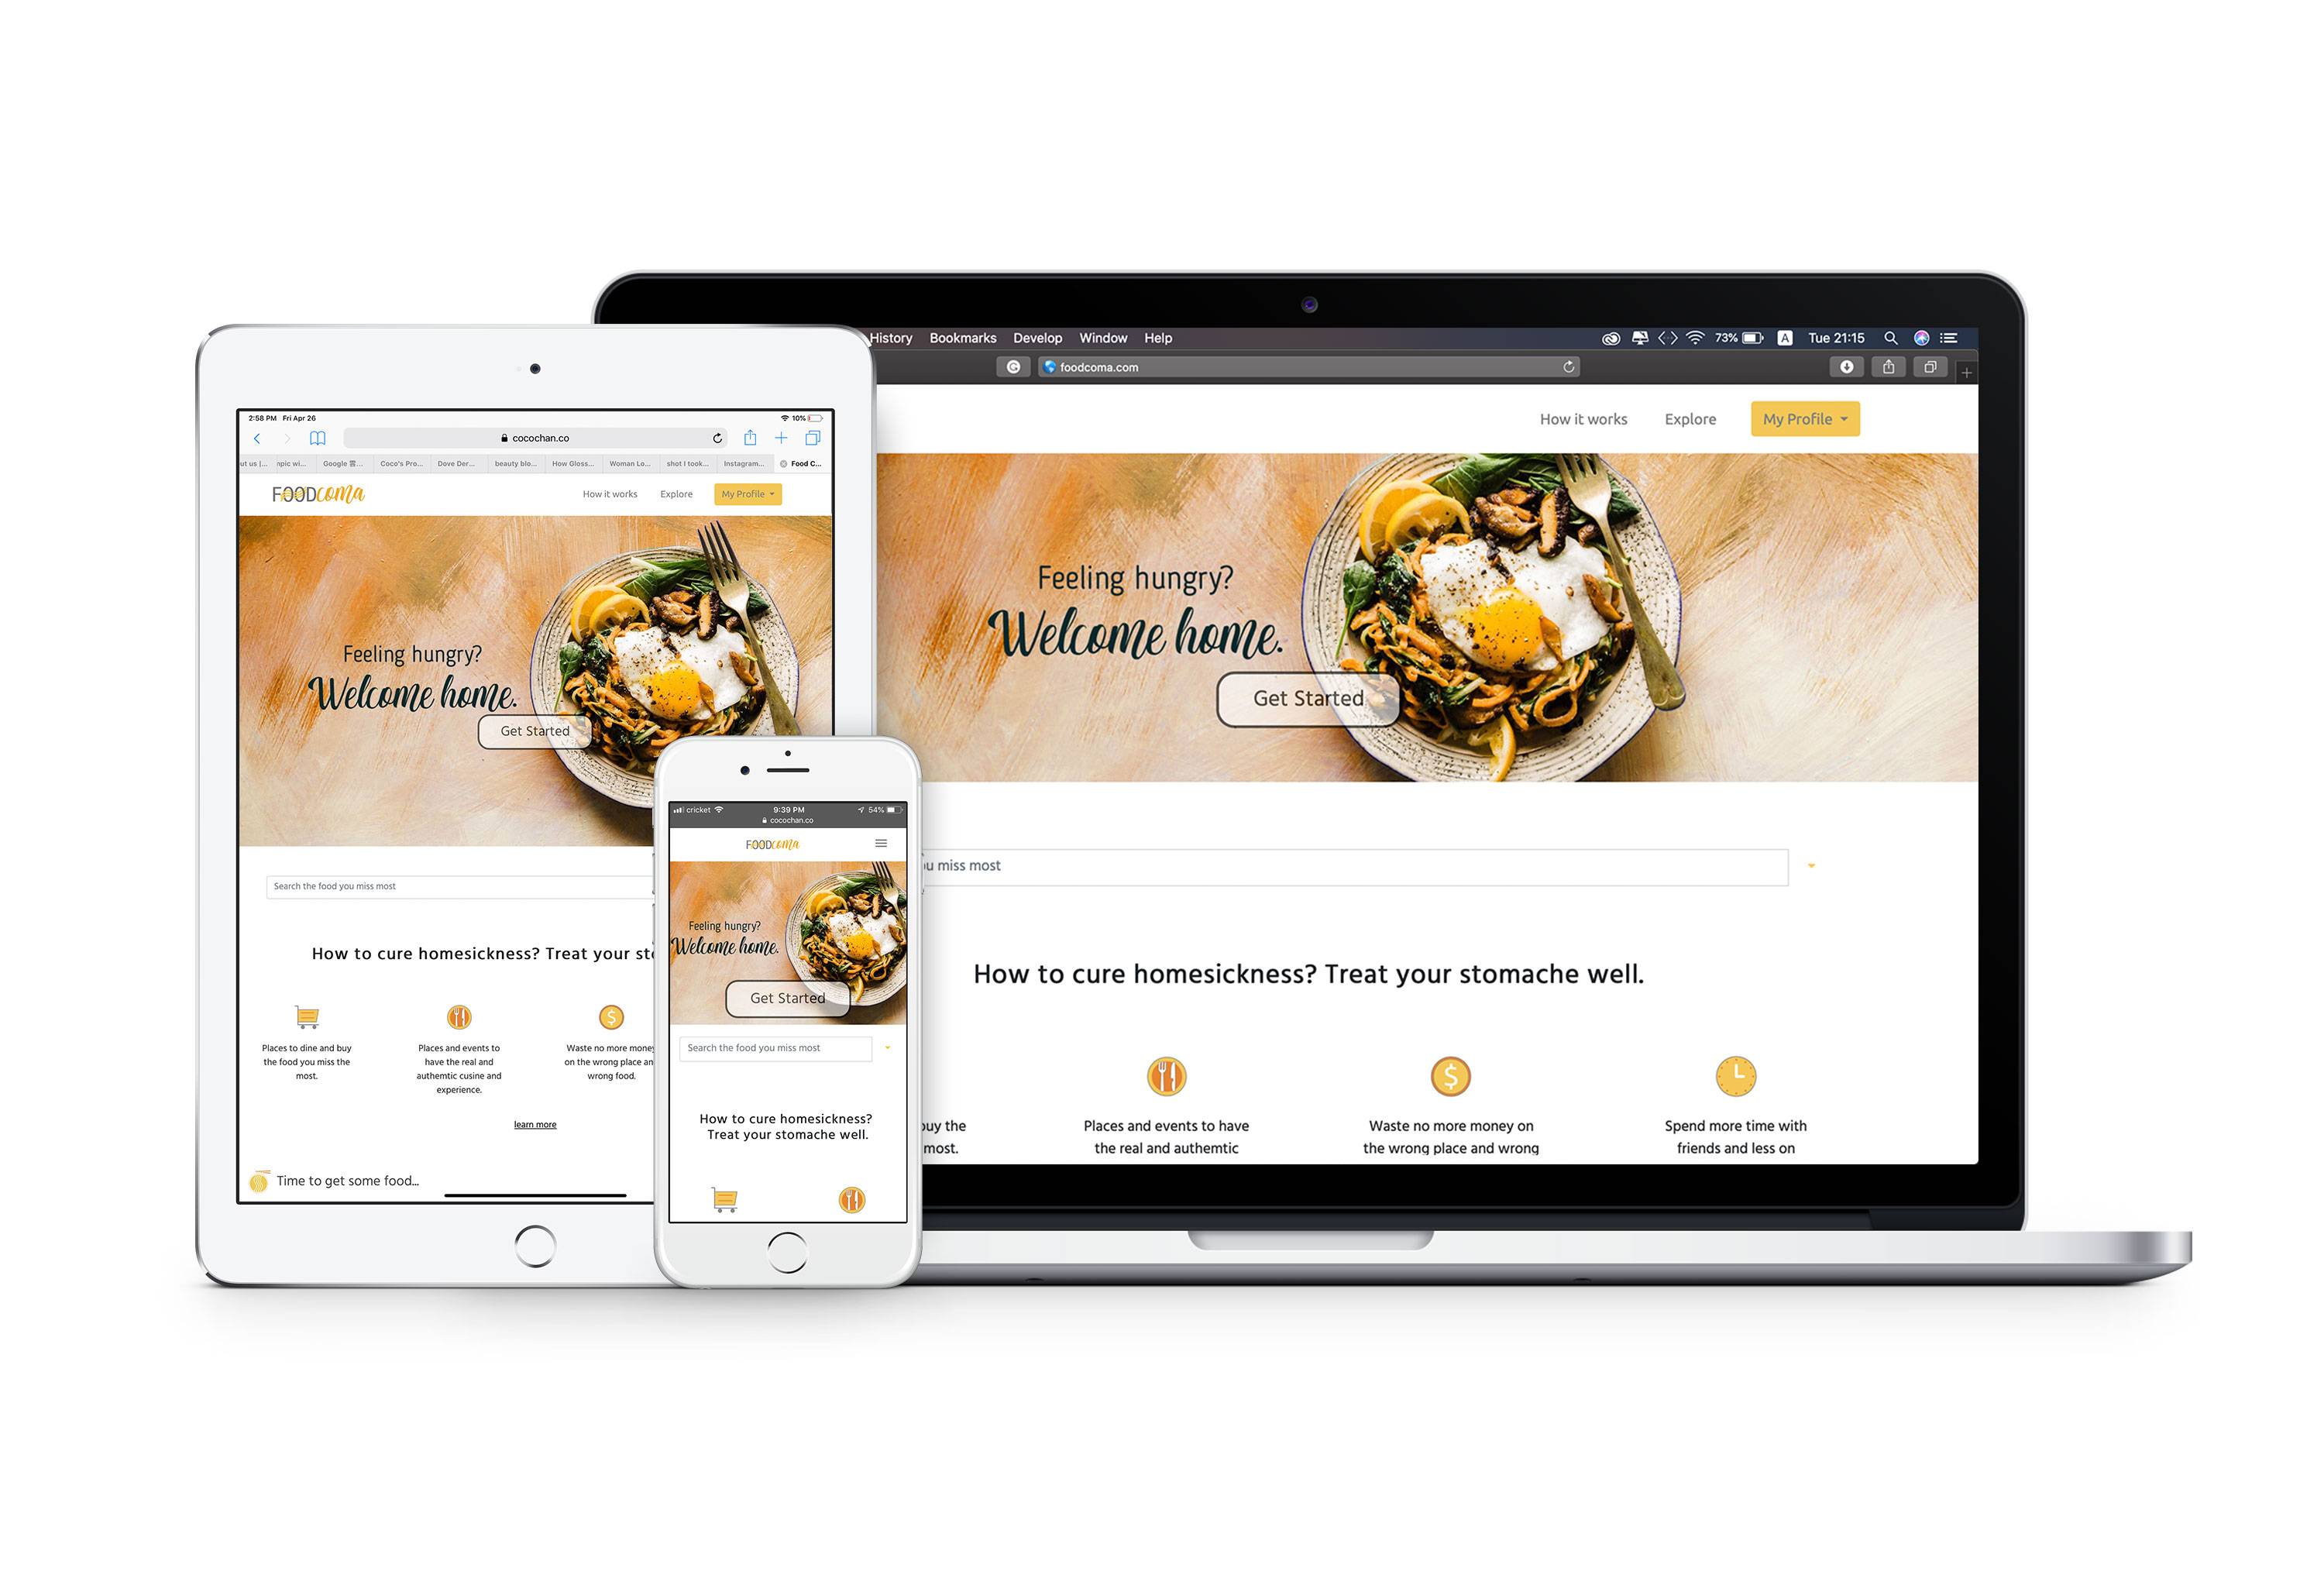 History Bookmarks Develop Window Help 73% A Tue 21:15
foodcoma.com
How it works Explore My Profile
Feeling hungry?
Welcome home.
Get Started
u miss most
How to cure homesickness? Treat your stomache well.
buy the
most.
Places and events to have
the real and authemtic
Waste no more money on
the wrong place and wrong
Spend more time with
friends and less on
2:58 PM Fri Apr 26 10%
cocochan.co
ut us |... npic wi... Google 雲... Coco's Pro... Dove Der... beauty blo... How Gloss... Woman Lo... shot I took... Instagram... Food C...
FOODcoma How it works Explore My Profile
Feeling hungry?
Welcome home.
Get Started
Search the food you miss most
How to cure homesickness? Treat your st
Places to dine and buy
the food you miss the
most.
Places and events to
have the real and
authemtic cusine and
experience.
Waste no more money
on the wrong place an
wrong food.
learn more
Time to get some food...
cricket 9:39 PM 54%
cocochan.co
FOODcoma
Feeling hungry?
Welcome home.
Get Started
Search the food you miss most
How to cure homesickness?
Treat your stomache well.